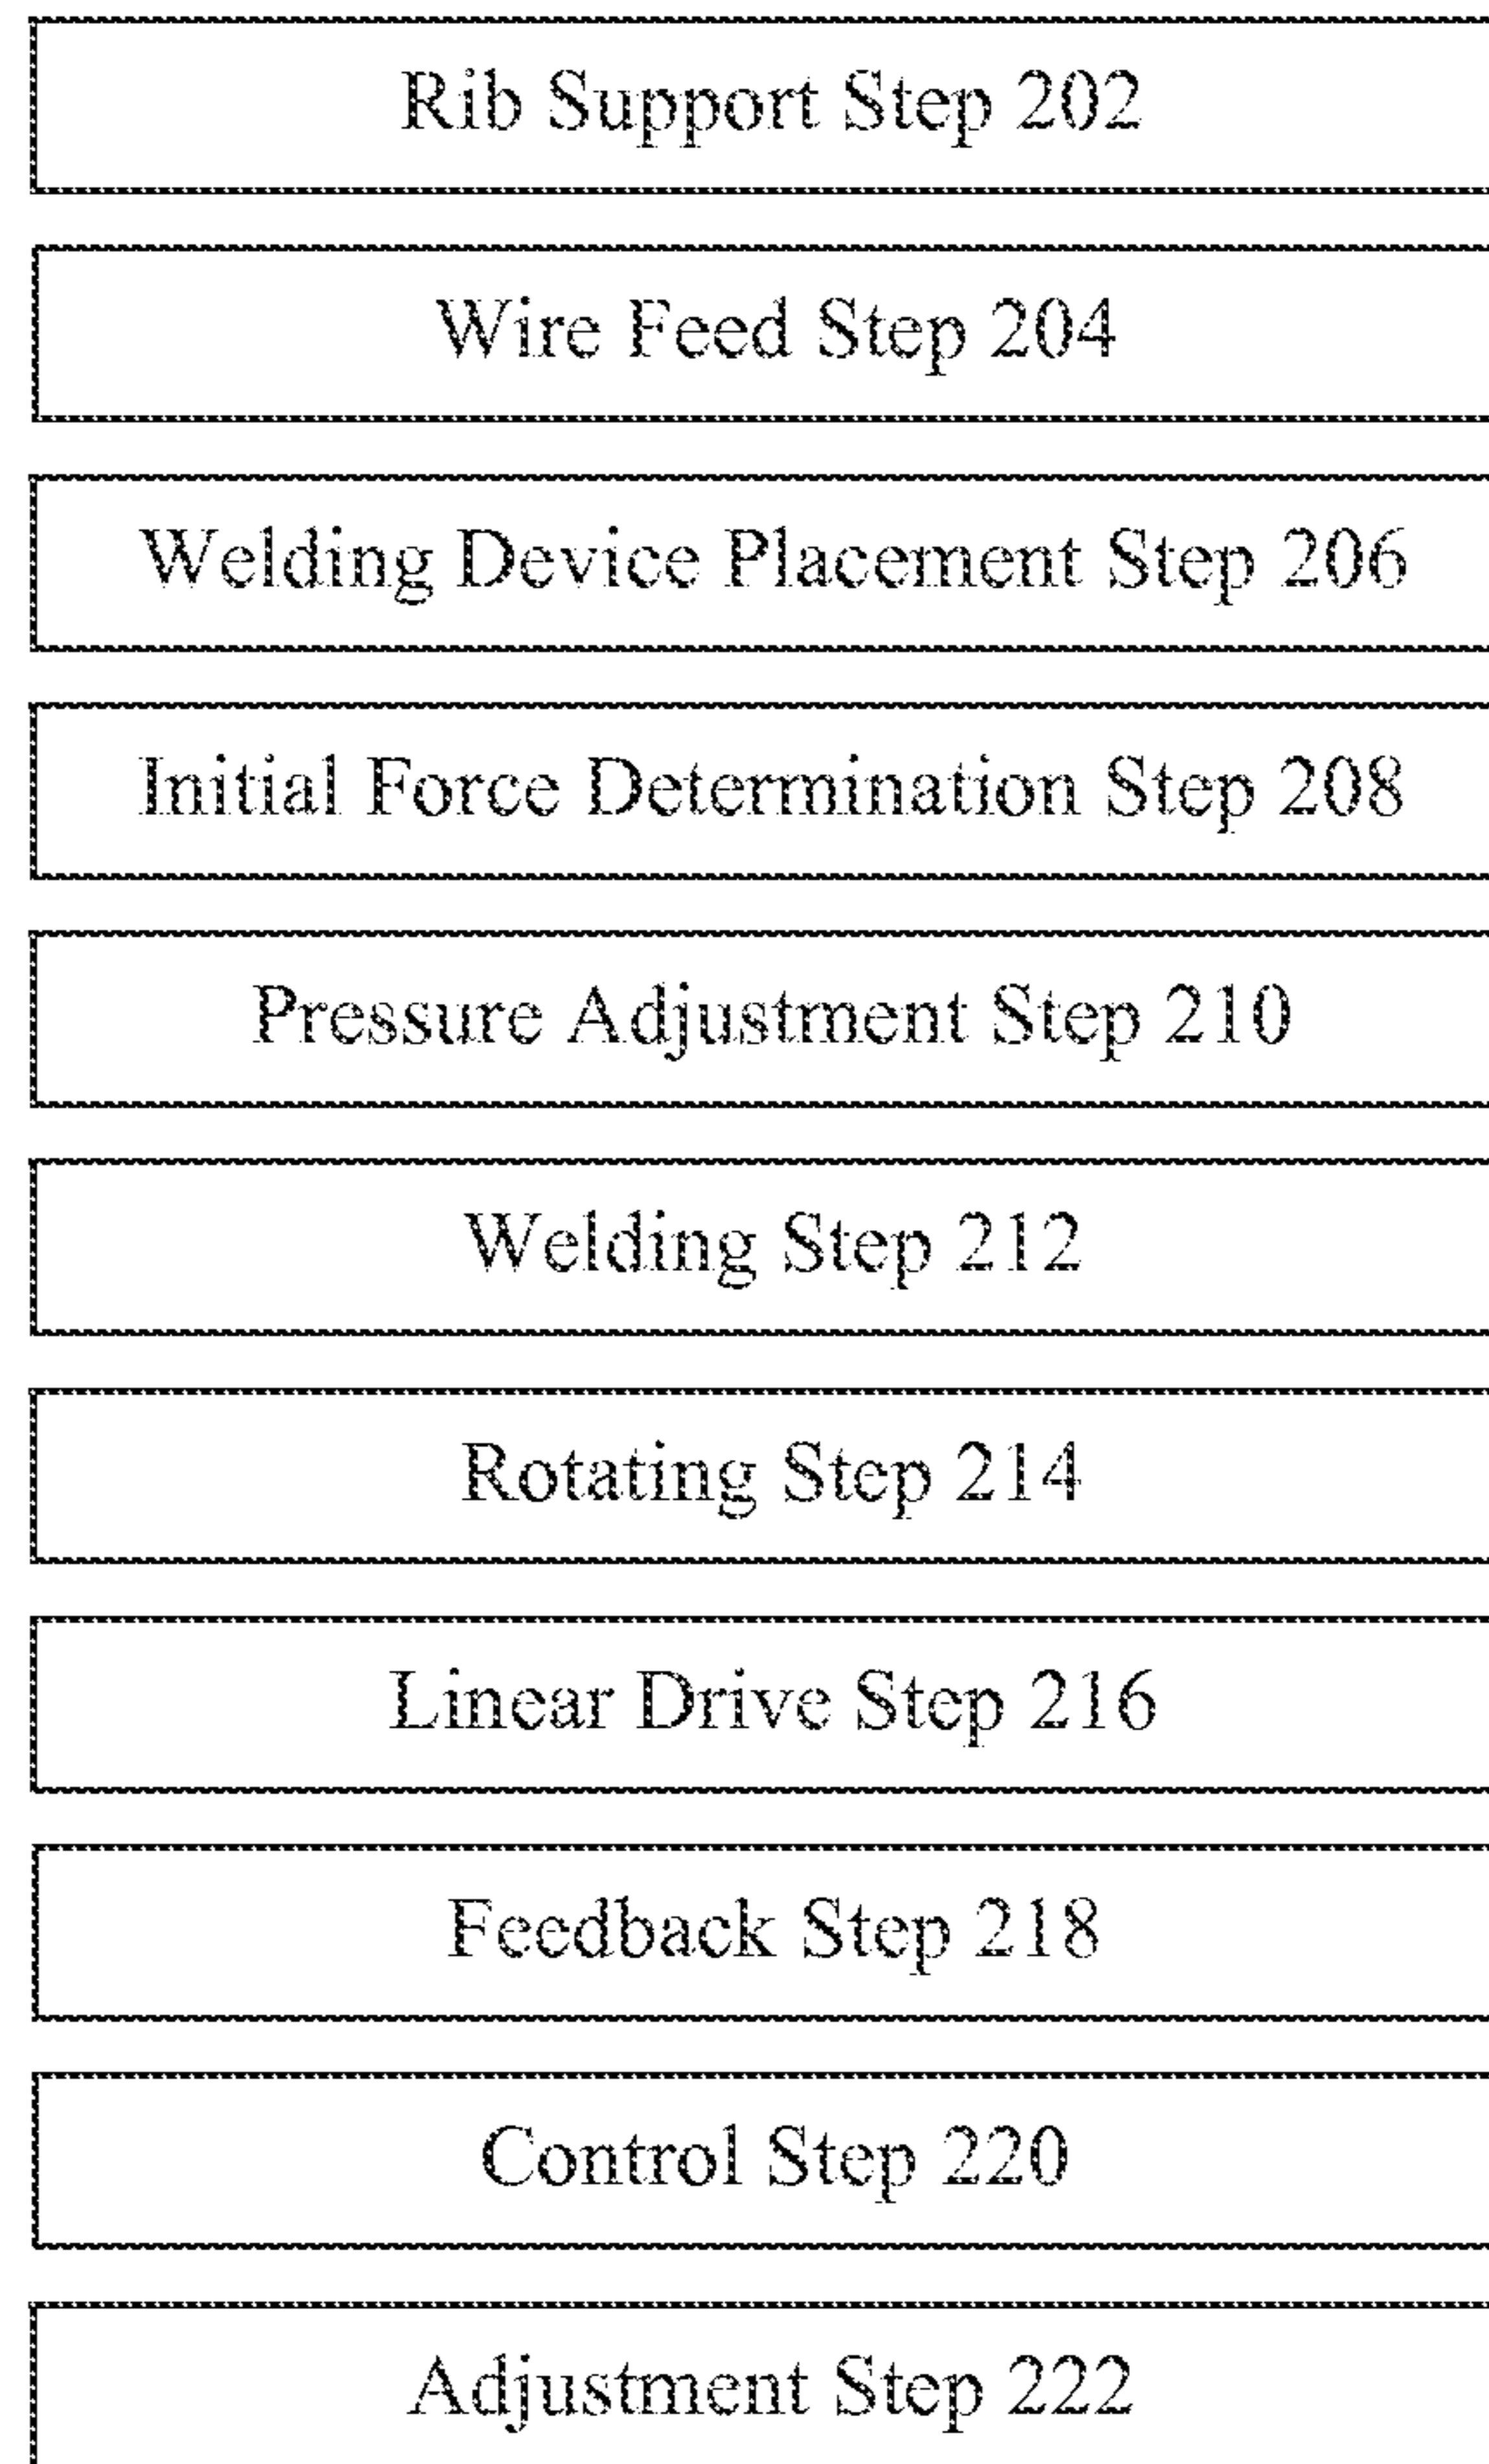 Rib Support Step 202
Wire Feed Step 204
Welding Device Placement Step 206
Initial Force Determination Step 208
Pressure Adjustment Step 210
Welding Step 212
Rotating Step 214
Linear Drive Step 216
Feedback Step 218
Control Step 220
Adjustment Step 222